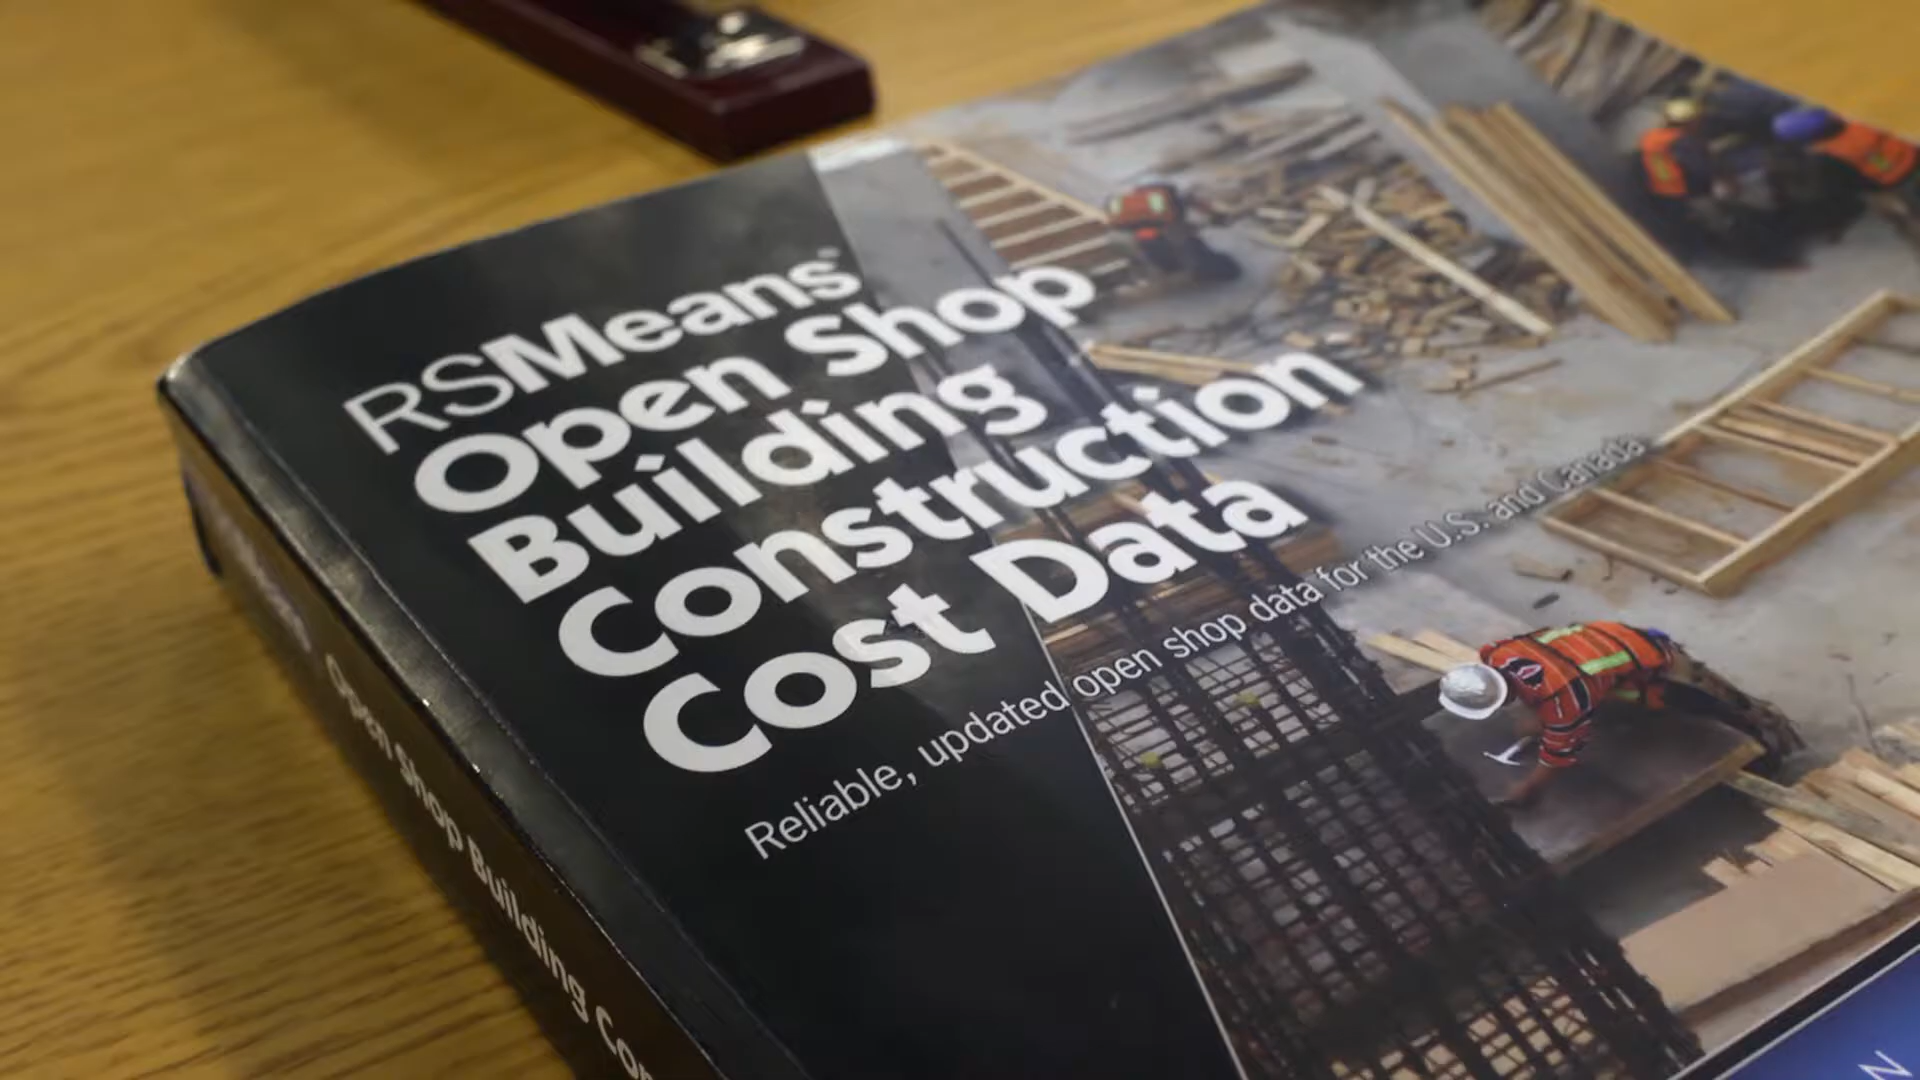 RSMeans®
Open Shop
Building
Construction
Cost Data
Reliable, updated open shop data for the U.S. and Canada
Open Shop Building Con
N